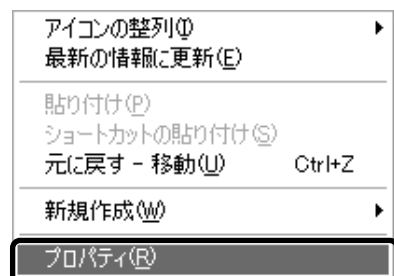 アイコンの整列(I)
最新の情報に更新(E)
貼り付け(P)
ショートカットの貼り付け(S)
元に戻す - 移動(U) Ctrl+Z
新規作成(W)
プロパティ(R)